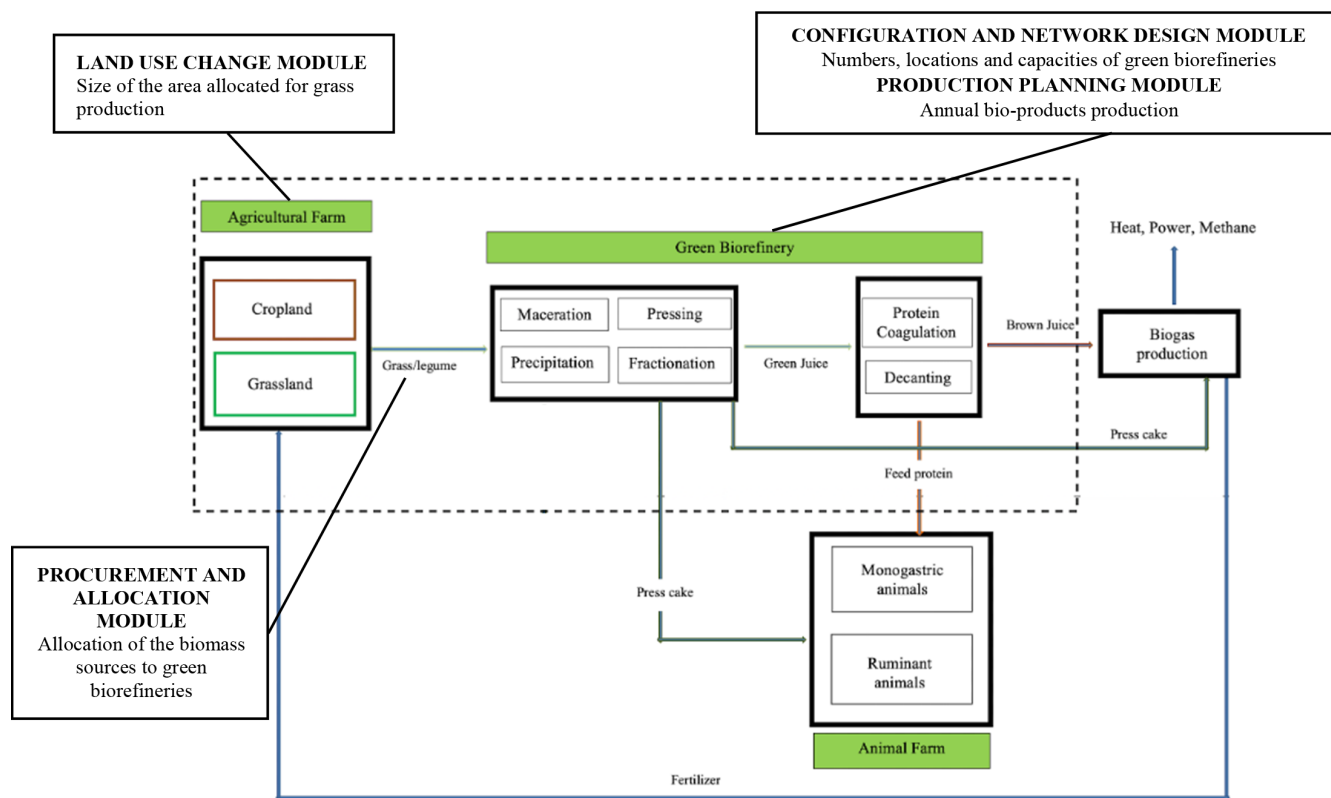 LAND USE CHANGE MODULE
Size of the area allocated for grass
production
CONFIGURATION AND NETWORK DESIGN MODULE
Numbers, locations and capacities of green biorefineries
PRODUCTION PLANNING MODULE
Annual bio-products production
Agricultural Farm
Green Biorefinery
Heat, Power, Methane
Cropland
Grassland
Grass/legume
Maceration
Pressing
Precipitation
Fractionation
Green Juice
Protein
Coagulation
Decanting
Brown Juice
Biogas
production
Press cake
Feed protein
PROCUREMENT AND
ALLOCATION
MODULE
Allocation of the biomass
sources to green
biorefineries
Press cake
Monogastric
animals
Ruminant
animals
Animal Farm
Fertilizer